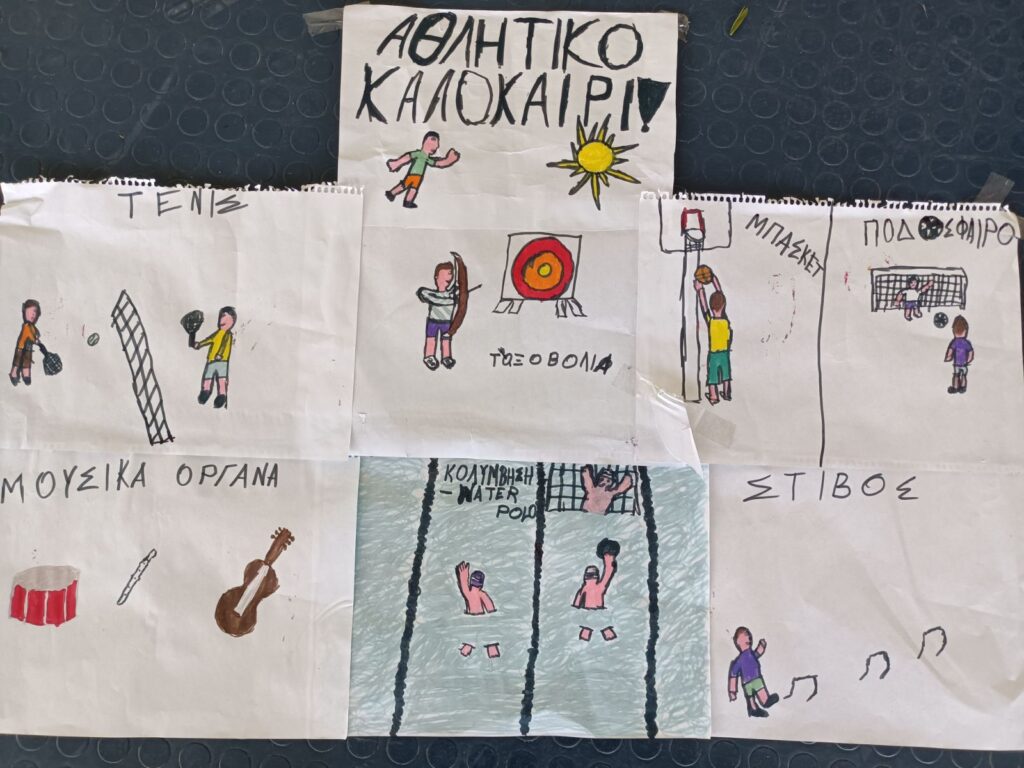 ΑΘΛΗΤΙΚΟ
ΚΑΛΟΚΑΙΡΙ!
ΤΕΝΙΣ
ΤΟΞΟΒΟΛΙΑ
ΜΠΑΣΚΕΤ
ΠΟΔΟΣΦΑΙΡΟ
ΜΟΥΣΙΚΑ ΟΡΓΑΝΑ
ΚΟΛΥΜΒΗΣΗ
-WATER
POLO
ΣΤΙΒΟΣ